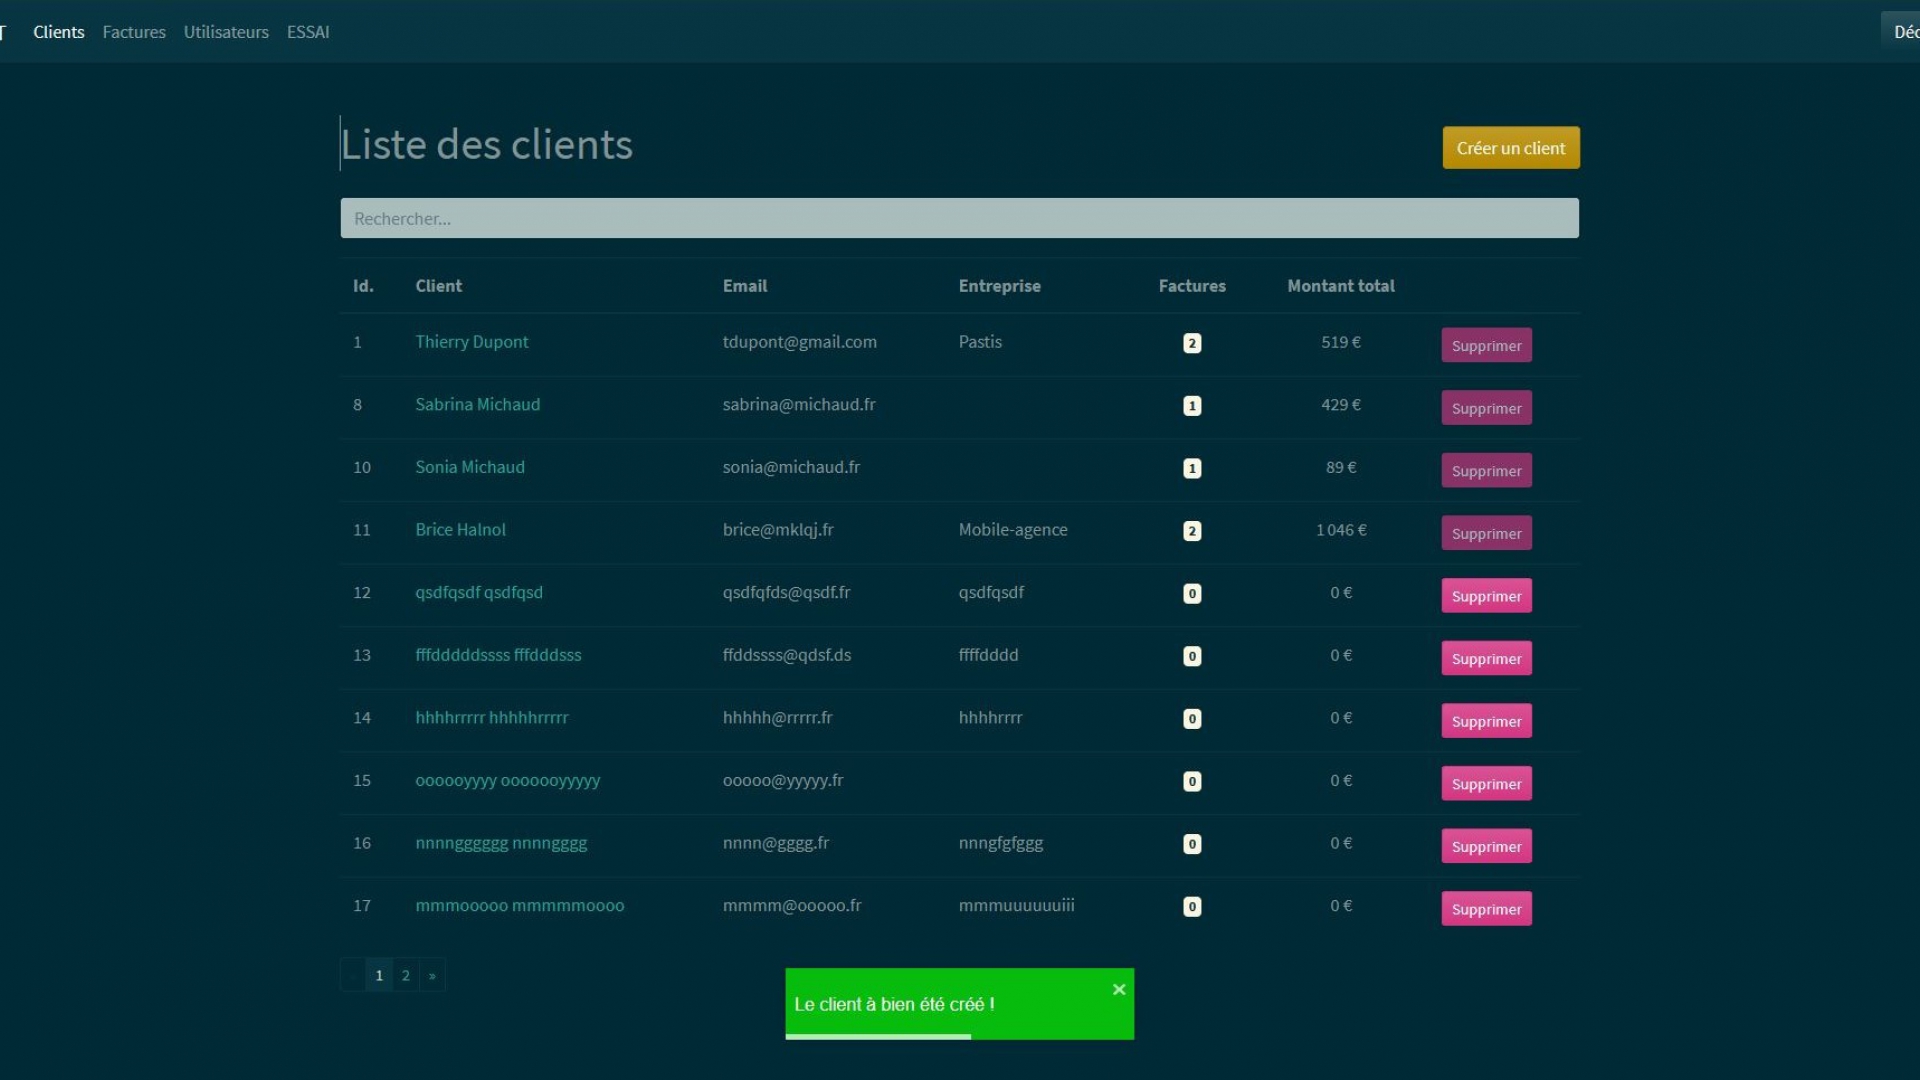 T Clients Factures Utilisateurs ESSAI Déc
Liste des clients
Créer un client
Rechercher...
Id. Client Email Entreprise Factures Montant total
1 Thierry Dupont tdupont@gmail.com Pastis 2 519 € Supprimer
8 Sabrina Michaud sabrina@michaud.fr 1 429 € Supprimer
10 Sonia Michaud sonia@michaud.fr 1 89 € Supprimer
11 Brice Halnol brice@mklqj.fr Mobile-agence 2 1 046 € Supprimer
12 qsdfqsdf qsdfqsd qsdfqfds@qsdf.fr qsdfqsdf 0 0 € Supprimer
13 fffdddddssss fffdddsss ffddssss@qdsf.ds ffffdddd 0 0 € Supprimer
14 hhhhrrrrr hhhhhrrrrr hhhhh@rrrrr.fr hhhhrrrr 0 0 € Supprimer
15 oooooyyyy ooooooyyyyy ooooo@yyyyy.fr 0 0 € Supprimer
16 nnnngggggg nnnngggg nnnn@gggg.fr nnngfgfggg 0 0 € Supprimer
17 mmmooooo mmmmmoooo mmmm@ooooo.fr mmmuuuuuuiii 0 0 € Supprimer
1 2 »
Le client à bien été créé ! ×